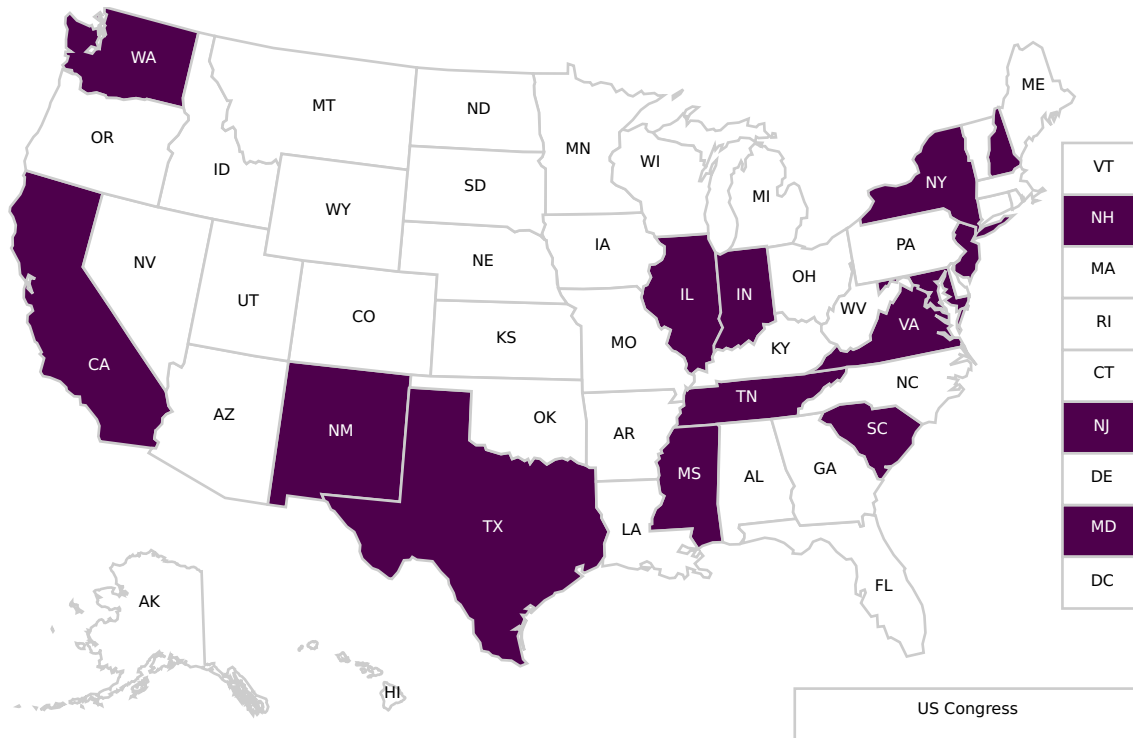 WA
ME
MT
ND
OR
MN
VT
WI
ID
SD
NY
MI
WY
NH
IA
PA
NV
NE
MA
OH
UT
IL
IN
WV
CO
RI
VA
KS
MO
KY
CA
CT
NC
TN
AZ
OK
NM
AR
SC
NJ
MS
GA
AL
DE
TX
LA
MD
DC
FL
AK
HI
US Congress